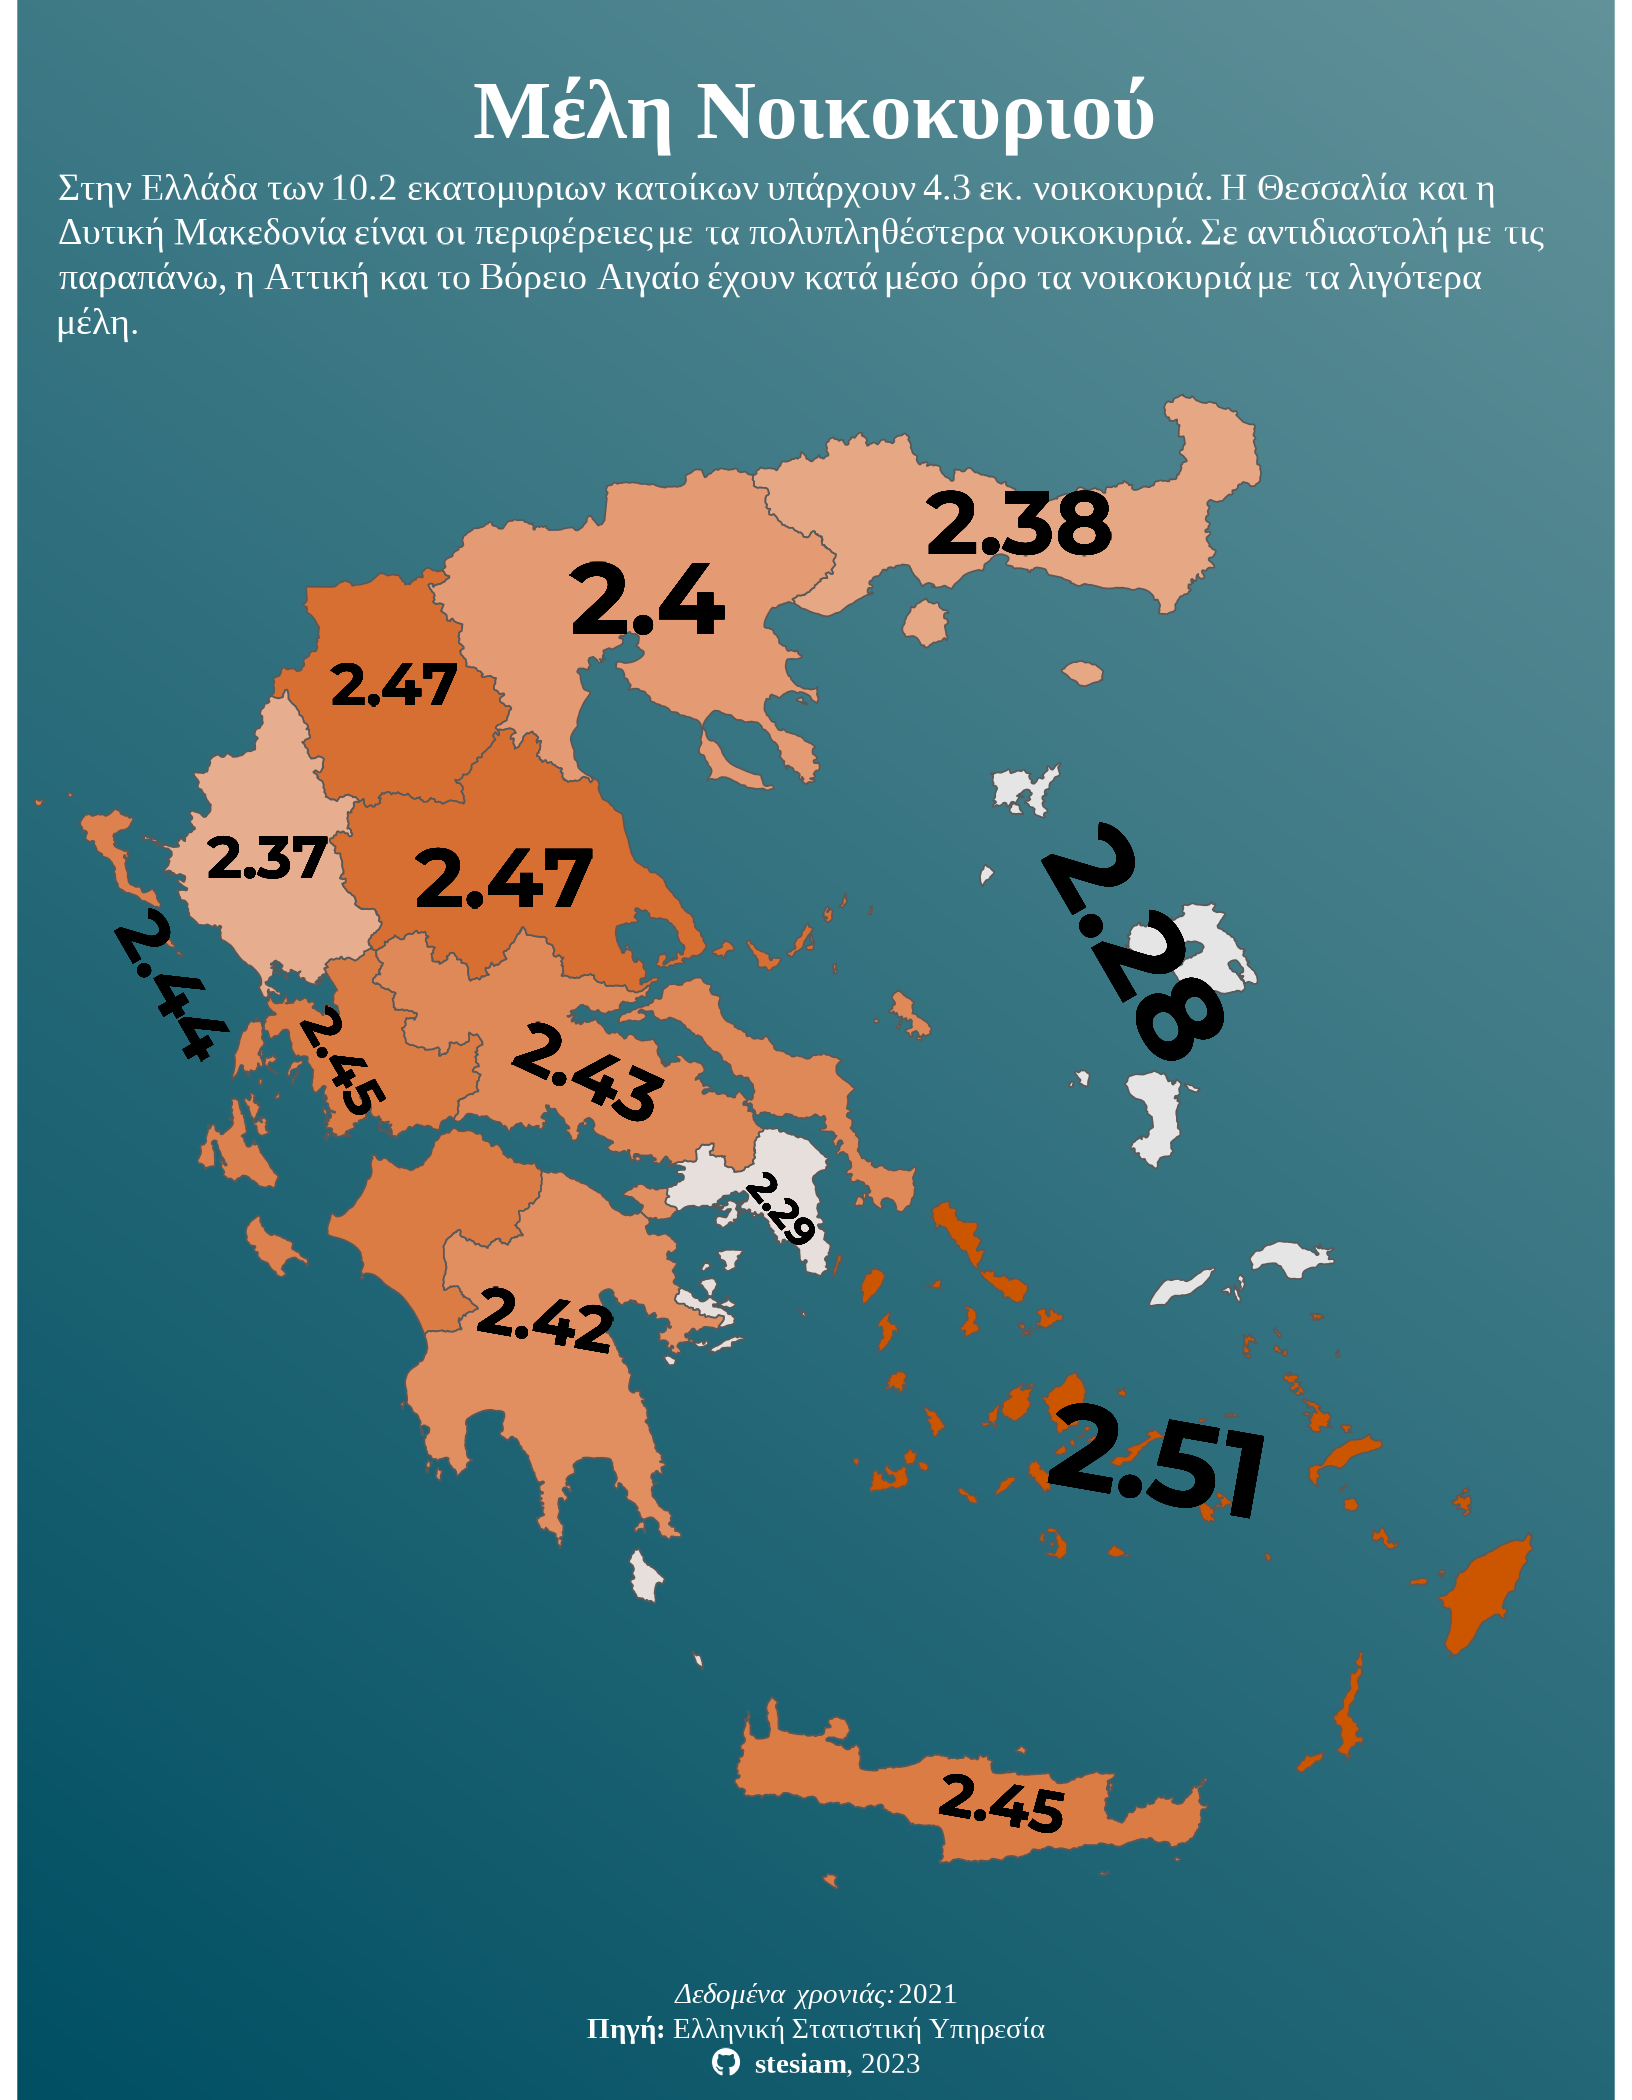 Μέλη Νοικοκυριού
Στην Ελλάδα των 10.2 εκατομυριων κατοίκων υπάρχουν 4.3 εκ. νοικοκυριά. Η Θεσσαλία και η
Δυτική Μακεδονία είναι οι περιφέρειες με τα πολυπληθέστερα νοικοκυριά. Σε αντιδιαστολή με τις
παραπάνω, η Αττική και το Βόρειο Αιγαίο έχουν κατά μέσο όρο τα νοικοκυριά με τα λιγότερα
μέλη.
2.38
2.4
2.47
2.37
2.47
2.28
2.44
2.45
2.43
2.29
2.42
2.51
2.45
Δεδομένα χρονιάς: 2021
Πηγή: Ελληνική Στατιστική Υπηρεσία
stesiam, 2023